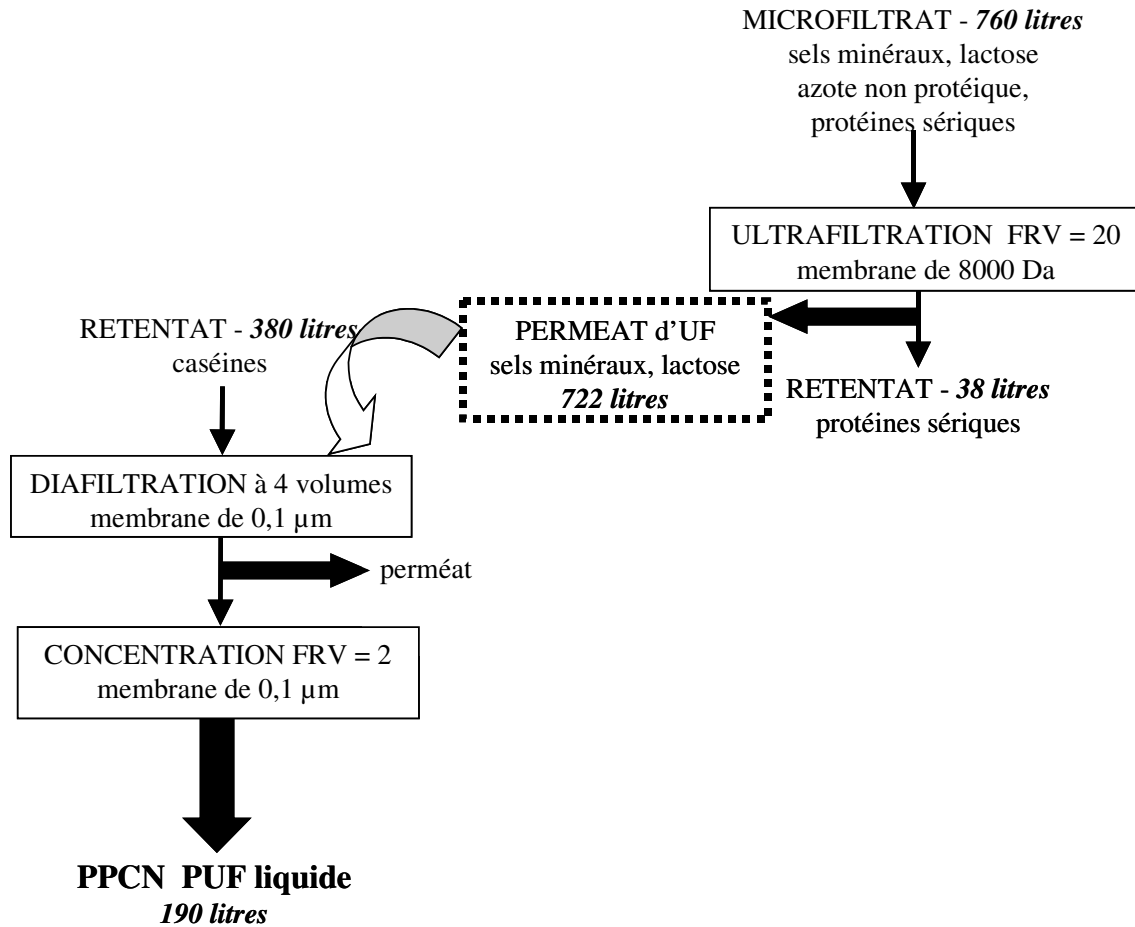 MICROFILTRAT - 760 litres
sels minéraux, lactose
azote non protéique,
protéines sériques
ULTRAFILTRATION FRV = 20
membrane de 8000 Da
PERMEAT d'UF
sels minéraux, lactose
722 litres
RETENTAT - 38 litres
protéines sériques
RETENTAT - 380 litres
caséines
DIAFILTRATION à 4 volumes
membrane de 0,1 µm
perméat
CONCENTRATION FRV = 2
membrane de 0,1 µm
PPCN PUF liquide
190 litres